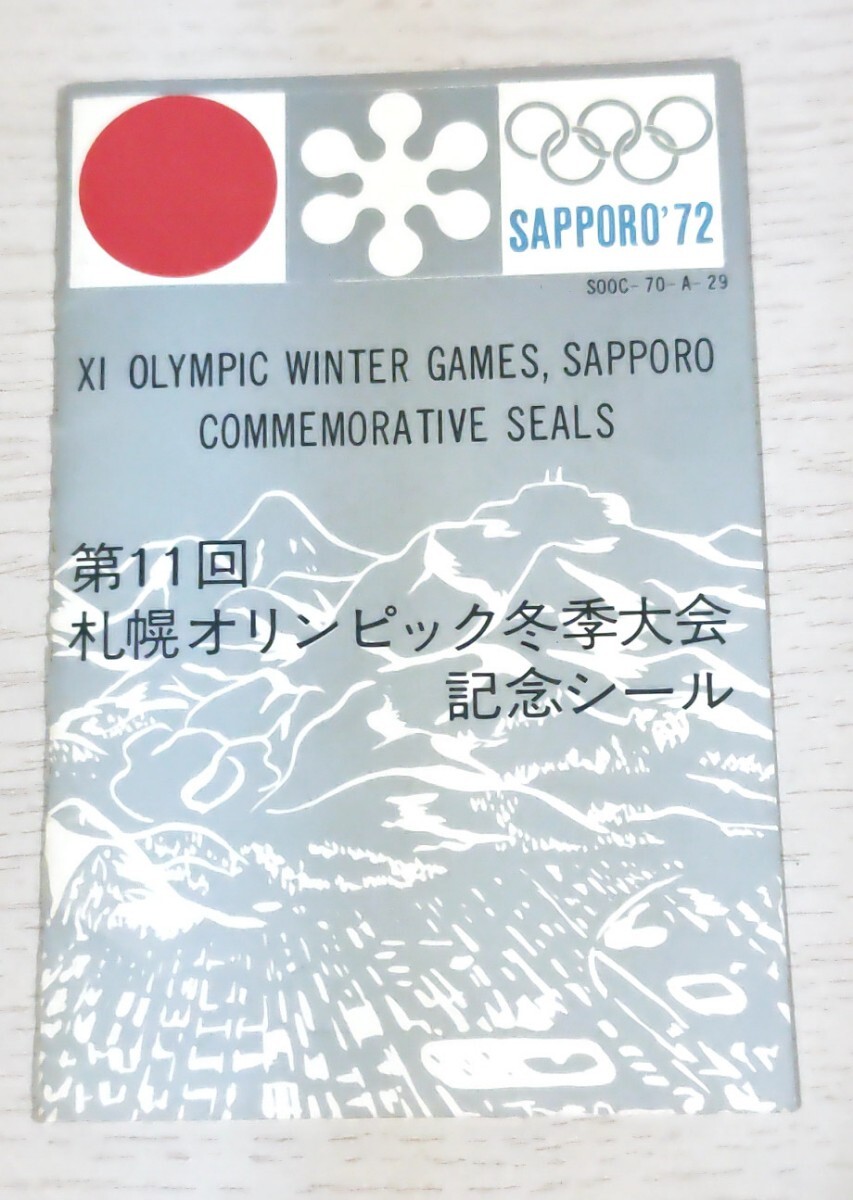 SAPPORO'72
SOOC-70-A-29
XI OLYMPIC WINTER GAMES, SAPPORO
COMMEMORATIVE SEALS
第11回
札幌オリンピック冬季大会
記念シール